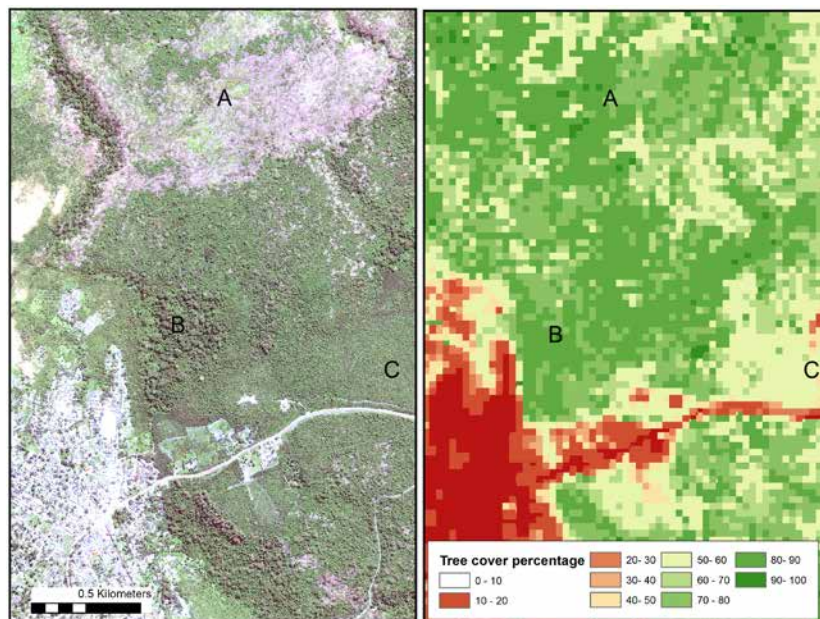 A
B
C
0.5 Kilometers
A
B
C
Tree cover percentage
0 - 10
10 - 20
20- 30
30- 40
40- 50
50- 60
60- 70
70- 80
80- 90
90- 100